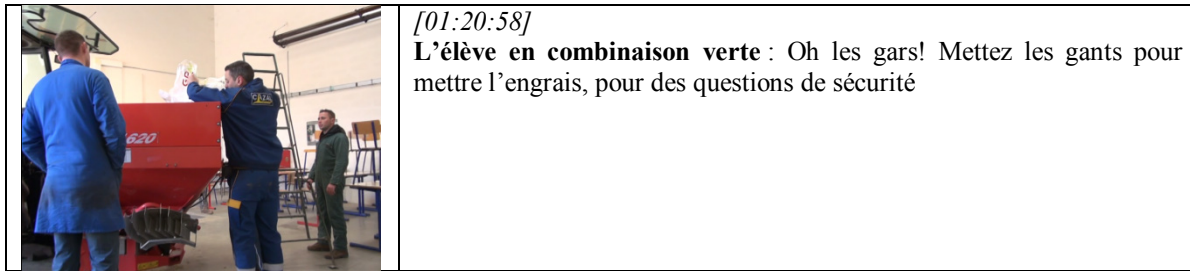 [01:20:58]
L’élève en combinaison verte : Oh les gars! Mettez les gants pour
mettre l’engrais, pour des questions de sécurité
620